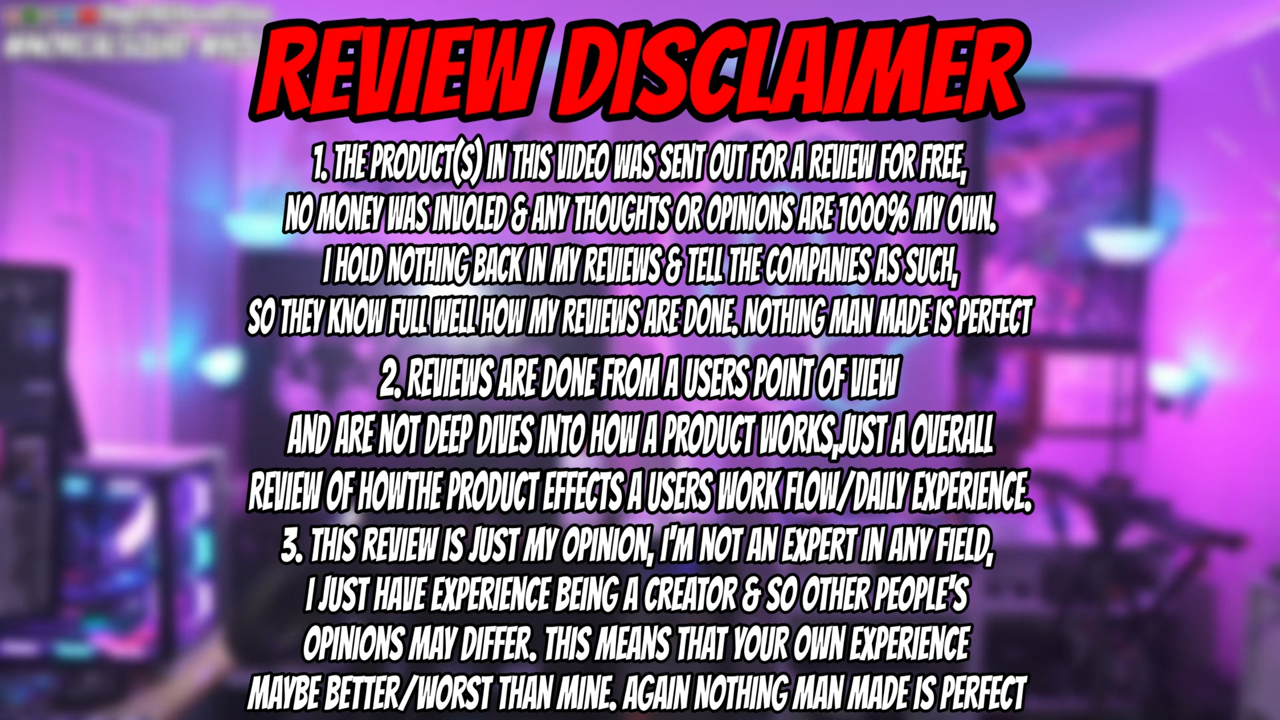 REVIEW DISCLAIMER
1. THE PRODUCT(S) IN THIS VIDEO WAS SENT OUT FOR A REVIEW FOR FREE,
NO MONEY WAS INVOLED & ANY THOUGHTS OR OPINIONS ARE 1000% MY OWN.
I HOLD NOTHING BACK IN MY REVIEWS & TELL THE COMPANIES AS SUCH,
SO THEY KNOW FULL WELL HOW MY REVIEWS ARE DONE. NOTHING MAN MADE IS PERFECT
2. REVIEWS ARE DONE FROM A USERS POINT OF VIEW
AND ARE NOT DEEP DIVES INTO HOW A PRODUCT WORKS,JUST A OVERALL
REVIEW OF HOWTHE PRODUCT EFFECTS A USERS WORK FLOW/DAILY EXPERIENCE.
3. THIS REVIEW IS JUST MY OPINION, I'M NOT AN EXPERT IN ANY FIELD,
I JUST HAVE EXPERIENCE BEING A CREATOR & SO OTHER PEOPLE'S
OPINIONS MAY DIFFER. THIS MEANS THAT YOUR OWN EXPERIENCE
MAYBE BETTER/WORST THAN MINE. AGAIN NOTHING MAN MADE IS PERFECT